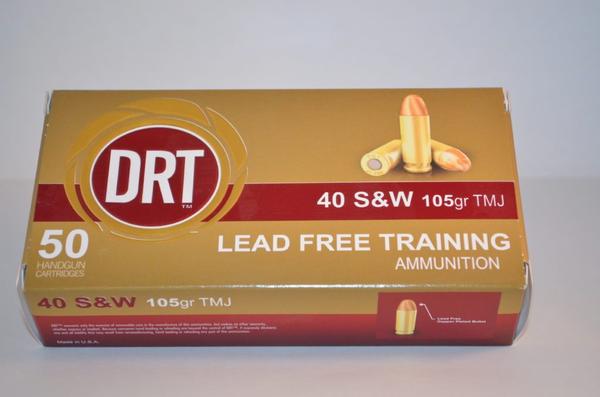 DRT
TM
40 S&W 105gr TMJ
50
HANDGUN
CARTRIDGES
LEAD FREE TRAINING
AMMUNITION
40 S&W 105gr TMJ
Lead Free
Copper Plated Bullet
Made in U.S.A.